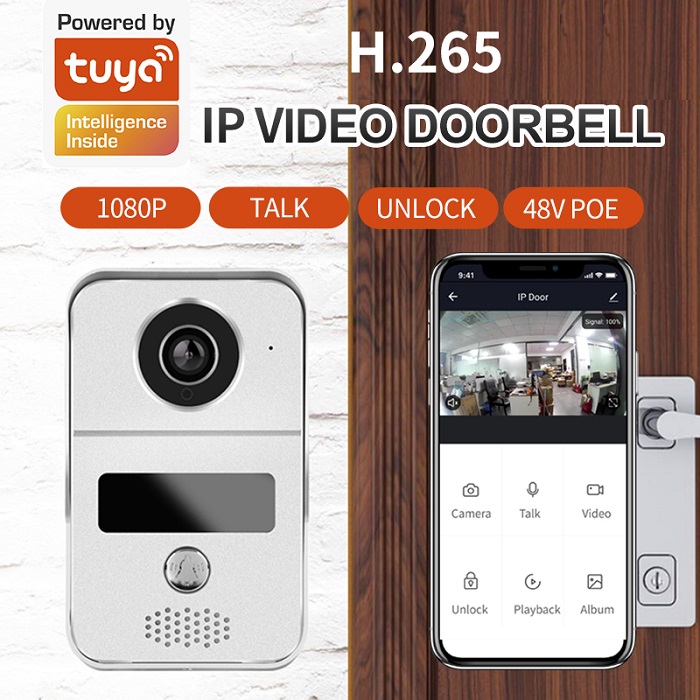 Powered by
tuya
Intelligence
Inside
H.265
IP VIDEO DOORBELL
1080P
TALK
UNLOCK
48V POE
9:41
IP Door
Signal: 100%
Camera
Talk
Video
Unlock
Playback
Album